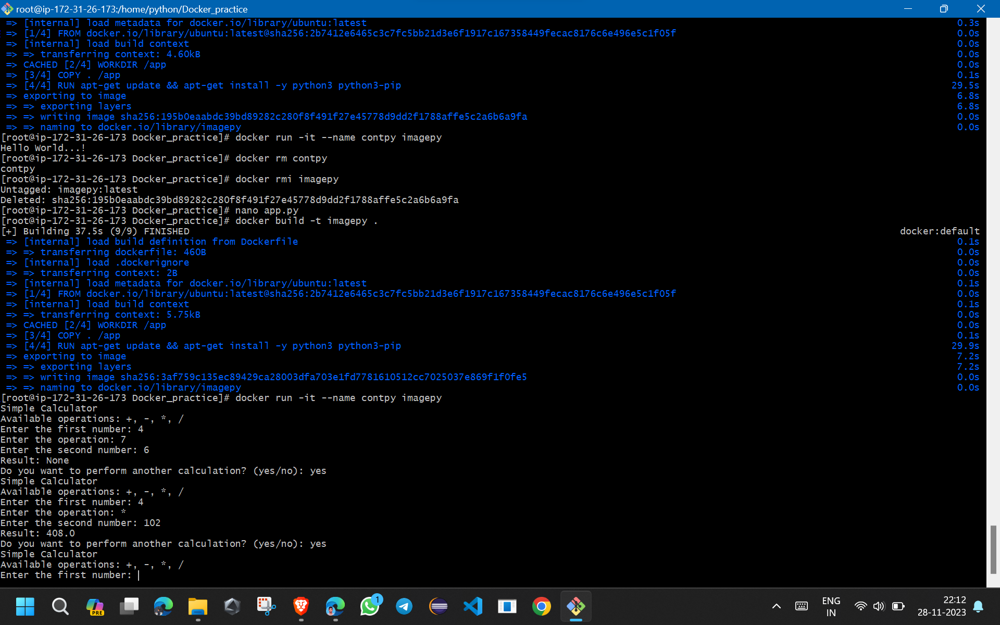 root@ip-172-31-26-173:/home/python/Docker_practice
=> [internal] load metadata for docker.io/library/ubuntu:latest 0.3s
=> [1/4] FROM docker.io/library/ubuntu:latest@sha256:2b7412e6465c3c7fc5bb21d3e6f1917c167358449fecac8176c6e496e5c1f05f 0.0s
=> [internal] load build context 0.0s
=> => transferring context: 4.60kB 0.0s
=> CACHED [2/4] WORKDIR /app 0.0s
=> [3/4] COPY . /app 0.1s
=> [4/4] RUN apt-get update && apt-get install -y python3 python3-pip 29.5s
=> exporting to image 6.8s
=> => exporting layers 6.8s
=> => writing image sha256:195b0eaabdc39bd89282c280f8f491f27e45778d9dd2f1788affe5c2a6b6a9fa 0.0s
=> => naming to docker.io/library/imagepy 0.0s
[root@ip-172-31-26-173 Docker_practice]# docker run -it --name contpy imagepy
Hello World...!
[root@ip-172-31-26-173 Docker_practice]# docker rm contpy
contpy
[root@ip-172-31-26-173 Docker_practice]# docker rmi imagepy
Untagged: imagepy:latest
Deleted: sha256:195b0eaabdc39bd89282c280f8f491f27e45778d9dd2f1788affe5c2a6b6a9fa
[root@ip-172-31-26-173 Docker_practice]# nano app.py
[root@ip-172-31-26-173 Docker_practice]# docker build -t imagepy .
[+] Building 37.5s (9/9) FINISHED docker:default
=> [internal] load build definition from Dockerfile 0.1s
=> => transferring dockerfile: 460B 0.0s
=> [internal] load .dockerignore 0.0s
=> => transferring context: 2B 0.0s
=> [internal] load metadata for docker.io/library/ubuntu:latest 0.1s
=> [1/4] FROM docker.io/library/ubuntu:latest@sha256:2b7412e6465c3c7fc5bb21d3e6f1917c167358449fecac8176c6e496e5c1f05f 0.0s
=> [internal] load build context 0.1s
=> => transferring context: 5.75kB 0.0s
=> CACHED [2/4] WORKDIR /app 0.0s
=> [3/4] COPY . /app 0.1s
=> [4/4] RUN apt-get update && apt-get install -y python3 python3-pip 29.9s
=> exporting to image 7.2s
=> => exporting layers 7.2s
=> => writing image sha256:3af759c135ec89429ca28003dfa703e1fd7781610512cc7025037e869f1f0fe5 0.0s
=> => naming to docker.io/library/imagepy 0.0s
[root@ip-172-31-26-173 Docker_practice]# docker run -it --name contpy imagepy
Simple Calculator
Available operations: +, -, *, /
Enter the first number: 4
Enter the operation: 7
Enter the second number: 6
Result: None
Do you want to perform another calculation? (yes/no): yes
Simple Calculator
Available operations: +, -, *, /
Enter the first number: 4
Enter the operation: *
Enter the second number: 102
Result: 408.0
Do you want to perform another calculation? (yes/no): yes
Simple Calculator
Available operations: +, -, *, /
Enter the first number:
PRE
1
ENG
IN
22:12
28-11-2023